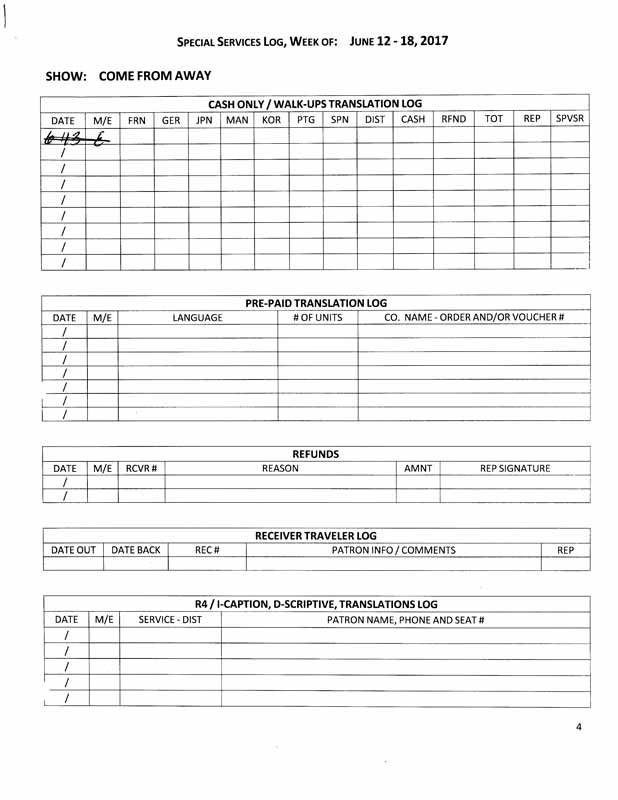 SPECIAL SERVICES LOG, WEEK OF: JUNE 12 - 18, 2017
SHOW: COME FROM AWAY
CASH ONLY / WALK-UPS TRANSLATION LOG
DATE M/E FRN GER JPN MAN KOR PTG SPN DIST CASH RFND TOT REP SPVSR
6/13 E
/
/
/
/
/
/
/
/
PRE-PAID TRANSLATION LOG
DATE M/E LANGUAGE # OF UNITS CO. NAME - ORDER AND/OR VOUCHER #
/
/
/
/
/
/
/
REFUNDS
DATE M/E RCVR # REASON AMNT REP SIGNATURE
/
/
RECEIVER TRAVELER LOG
DATE OUT DATE BACK REC # PATRON INFO / COMMENTS REP
R4 / I-CAPTION, D-SCRIPTIVE, TRANSLATIONS LOG
DATE M/E SERVICE - DIST PATRON NAME, PHONE AND SEAT #
/
/
/
/
/
4